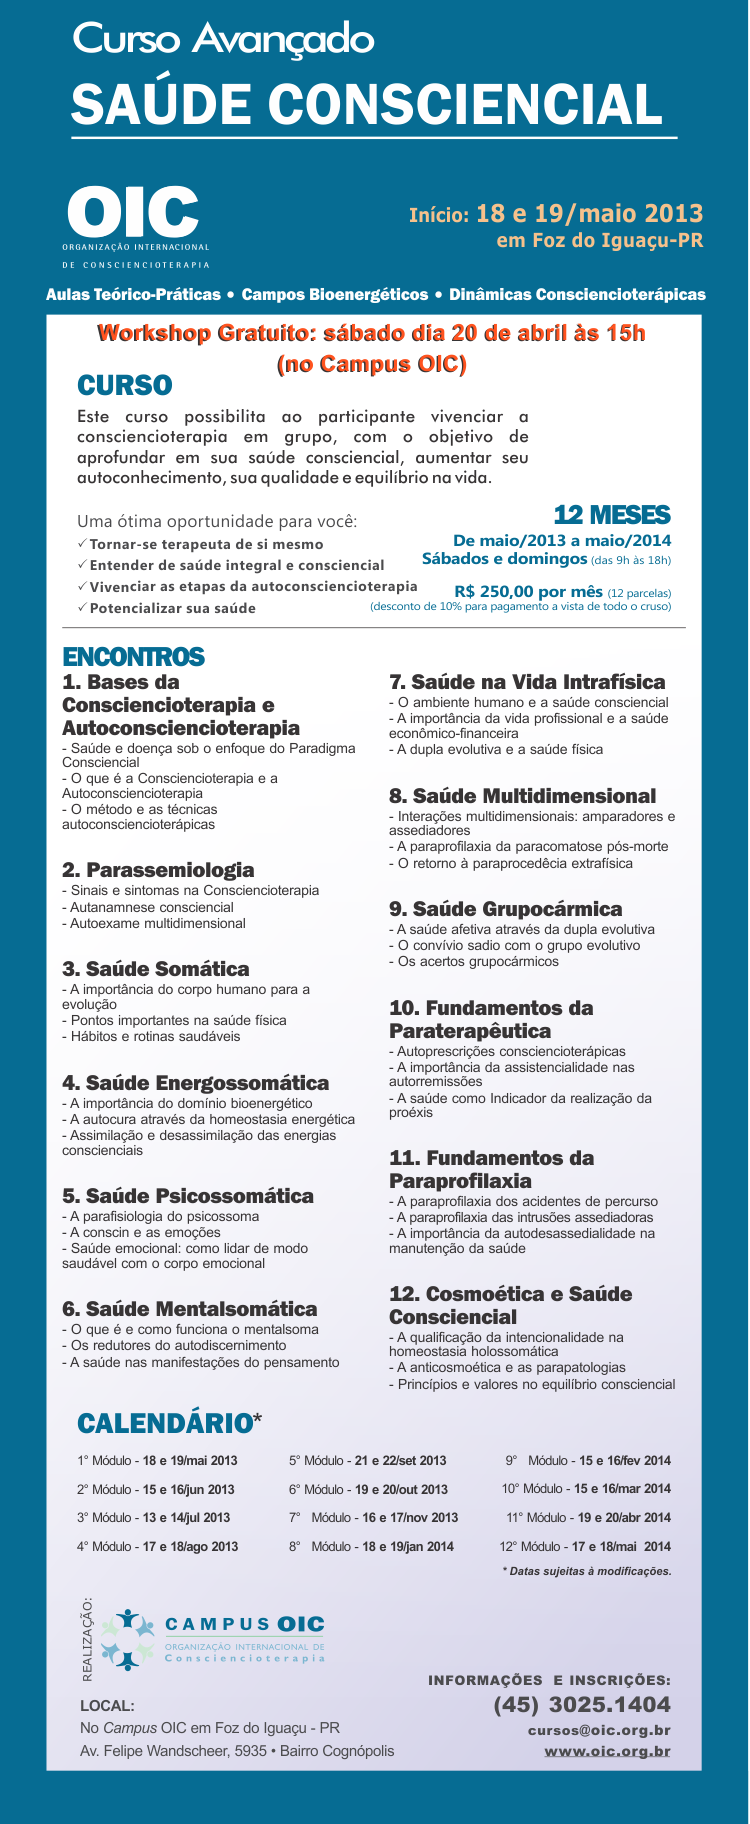 Curso Avançado
SAÚDE CONSCIENCIAL
OIC
ORGANIZAÇÃO INTERNACIONAL
DE CONSCIENCIOTERAPIA
Início: 18 e 19/maio 2013
em Foz do Iguaçu-PR
Aulas Teórico-Práticas • Campos Bioenergéticos • Dinâmicas Consciencioterápicas
Workshop Gratuito: sábado dia 20 de abril às 15h
(no Campus OIC)
CURSO
Este curso possibilita ao participante vivenciar a
consciencioterapia em grupo, com o objetivo de
aprofundar em sua saúde consciencial, aumentar seu
autoconhecimento, sua qualidade e equilíbrio na vida.
Uma ótima oportunidade para você:
✓Tornar-se terapeuta de si mesmo
✓Entender de saúde integral e consciencial
✓Vivenciar as etapas da autoconsciencioterapia
✓Potencializar sua saúde
12 MESES
De maio/2013 a maio/2014
Sábados e domingos (das 9h às 18h)
R$ 250,00 por mês (12 parcelas)
(desconto de 10% para pagamento a vista de todo o cruso)
ENCONTROS
1. Bases da
Consciencioterapia e
Autoconsciencioterapia
- Saúde e doença sob o enfoque do Paradigma
Consciencial
- O que é a Consciencioterapia e a
Autoconsciencioterapia
- O método e as técnicas
autoconsciencioterápicas
2. Parassemiologia
- Sinais e sintomas na Consciencioterapia
- Autanamnese consciencial
- Autoexame multidimensional
3. Saúde Somática
- A importância do corpo humano para a
evolução
- Pontos importantes na saúde física
- Hábitos e rotinas saudáveis
4. Saúde Energossomática
- A importância do domínio bioenergético
- A autocura através da homeostasia energética
- Assimilação e desassimilação das energias
conscienciais
5. Saúde Psicossomática
- A parafisiologia do psicossoma
- A conscin e as emoções
- Saúde emocional: como lidar de modo
saudável com o corpo emocional
6. Saúde Mentalsomática
- O que é e como funciona o mentalsoma
- Os redutores do autodiscernimento
- A saúde nas manifestações do pensamento
7. Saúde na Vida Intrafísica
- O ambiente humano e a saúde consciencial
- A importância da vida profissional e a saúde
econômico-financeira
- A dupla evolutiva e a saúde física
8. Saúde Multidimensional
- Interações multidimensionais: amparadores e
assediadores
- A paraprofilaxia da paracomatose pós-morte
- O retorno à paraprocedêcia extrafísica
9. Saúde Grupocármica
- A saúde afetiva através da dupla evolutiva
- O convívio sadio com o grupo evolutivo
- Os acertos grupocármicos
10. Fundamentos da
Paraterapêutica
- Autoprescrições consciencioterápicas
- A importância da assistencialidade nas
autorremissões
- A saúde como Indicador da realização da
proéxis
11. Fundamentos da
Paraprofilaxia
- A paraprofilaxia dos acidentes de percurso
- A paraprofilaxia das intrusões assediadoras
- A importância da autodesassedialidade na
manutenção da saúde
12. Cosmoética e Saúde
Consciencial
- A qualificação da intencionalidade na
homeostasia holossomática
- A anticosmoética e as parapatologias
- Princípios e valores no equilíbrio consciencial
CALENDÁRIO*
1° Módulo - 18 e 19/mai 2013
2° Módulo - 15 e 16/jun 2013
3° Módulo - 13 e 14/jul 2013
4° Módulo - 17 e 18/ago 2013
5° Módulo - 21 e 22/set 2013
6° Módulo - 19 e 20/out 2013
7° Módulo - 16 e 17/nov 2013
8° Módulo - 18 e 19/jan 2014
9° Módulo - 15 e 16/fev 2014
10° Módulo - 15 e 16/mar 2014
11° Módulo - 19 e 20/abr 2014
12° Módulo - 17 e 18/mai 2014
* Datas sujeitas à modificações.
REALIZAÇÃO:
CAMPUS OIC
ORGANIZAÇÃO INTERNACIONAL DE
Consciencioterapia
LOCAL:
No Campus OIC em Foz do Iguaçu - PR
Av. Felipe Wandscheer, 5935 • Bairro Cognópolis
INFORMAÇÕES E INSCRIÇÕES:
(45) 3025.1404
cursos@oic.org.br
www.oic.org.br